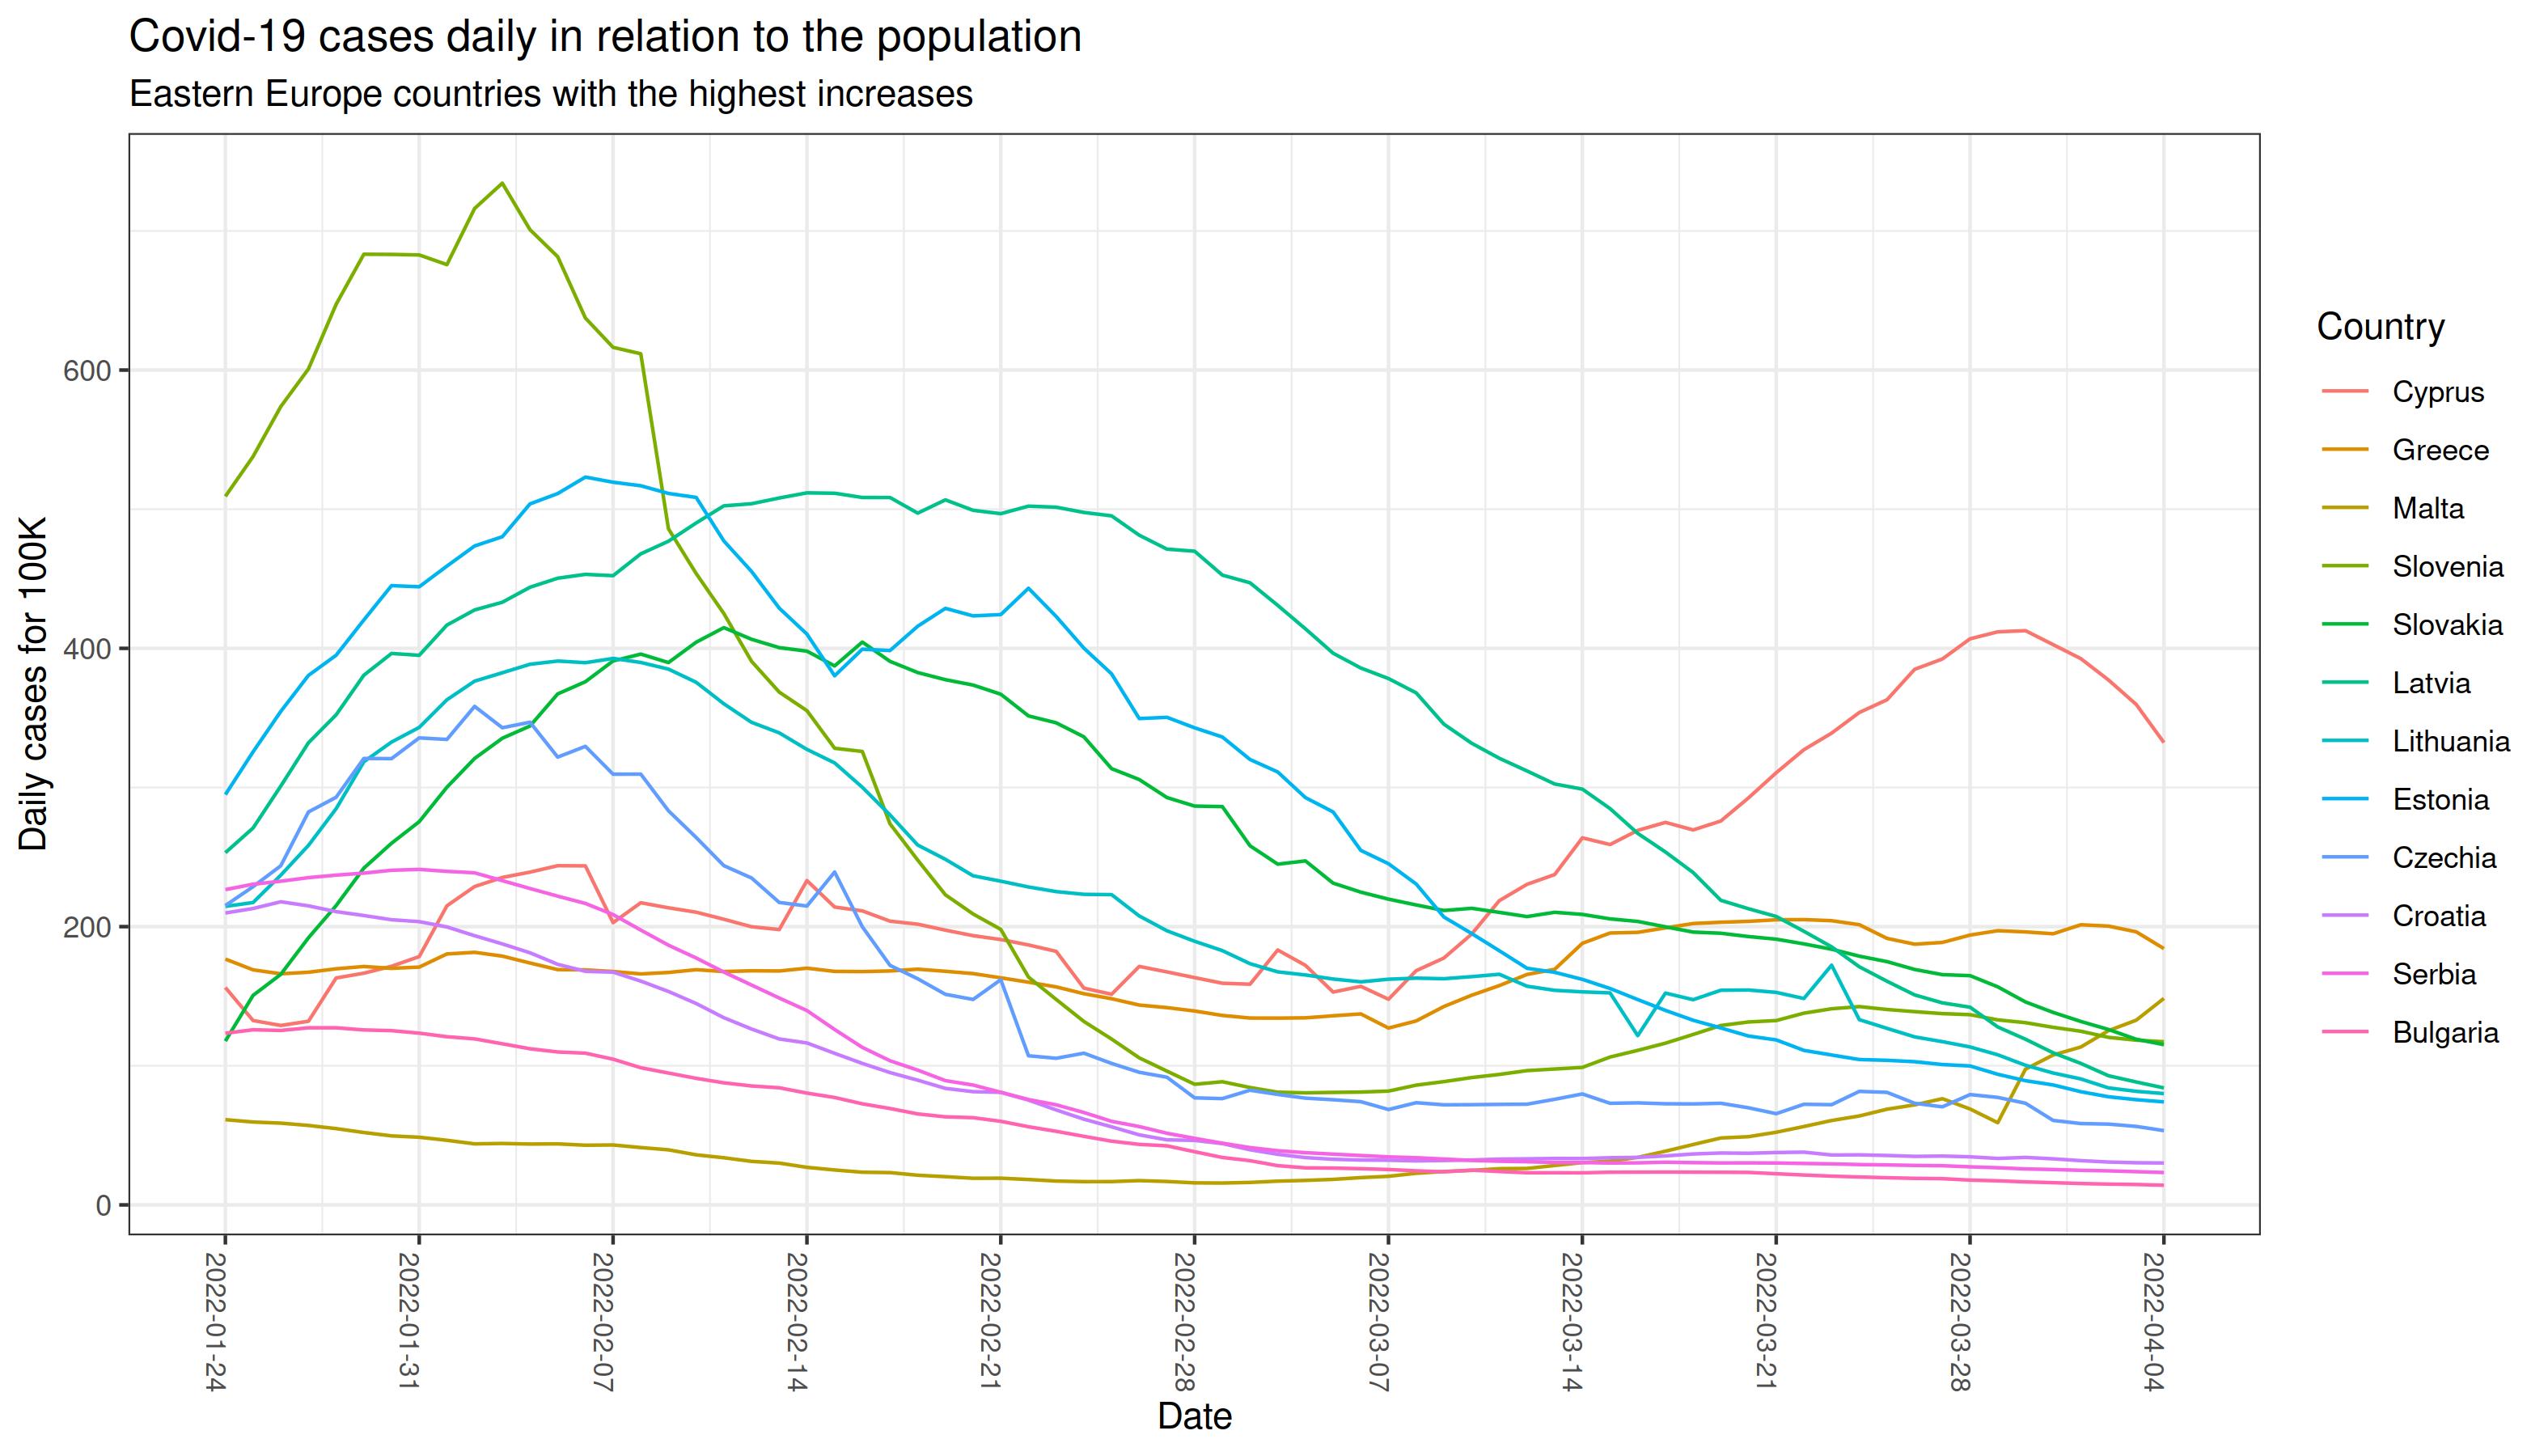 Covid-19 cases daily in relation to the population
Eastern Europe countries with the highest increases
Daily cases for 100K
600
400
200
0
2022-01-24
2022-01-31
2022-02-07
2022-02-14
2022-02-21
2022-02-28
2022-03-07
2022-03-14
2022-03-21
2022-03-28
2022-04-04
Date
Country
Cyprus
Greece
Malta
Slovenia
Slovakia
Latvia
Lithuania
Estonia
Czechia
Croatia
Serbia
Bulgaria